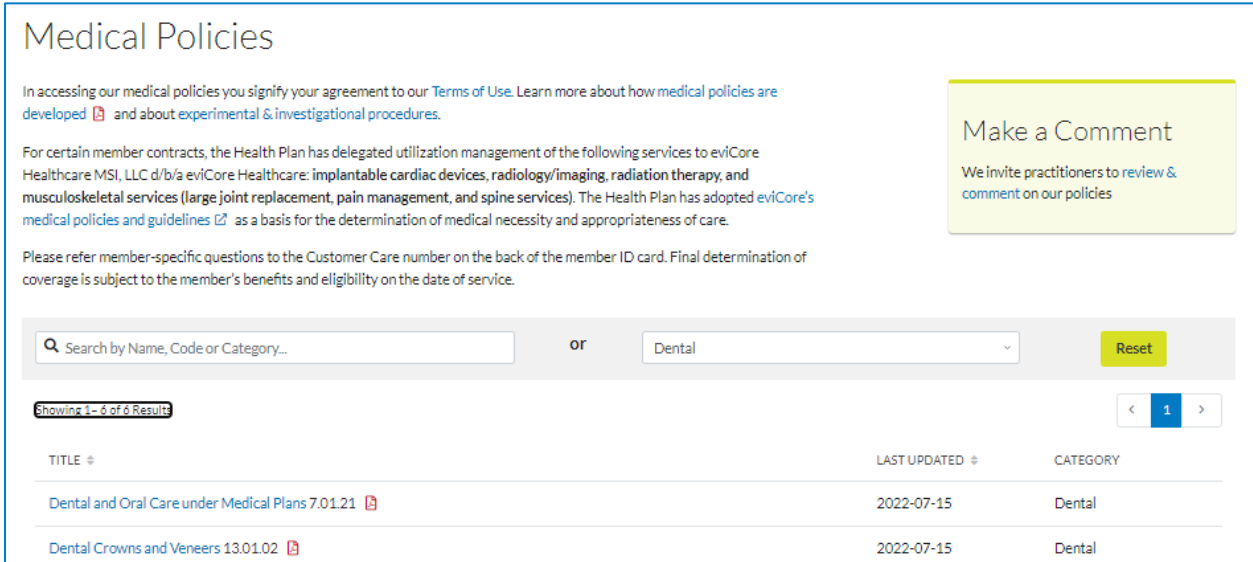 Medical Policies
In accessing our medical policies you signify your agreement to our Terms of Use. Learn more about how medical policies are
developed and about experimental & investigational procedures.
For certain member contracts, the Health Plan has delegated utilization management of the following services to eviCore
Healthcare MSI, LLC d/b/a eviCore Healthcare: implantable cardiac devices, radiology/imaging, radiation therapy, and
musculoskeletal services (large joint replacement, pain management, and spine services). The Health Plan has adopted eviCore's
medical policies and guidelines as a basis for the determination of medical necessity and appropriateness of care.
Please refer member-specific questions to the Customer Care number on the back of the member ID card. Final determination of
coverage is subject to the member's benefits and eligibility on the date of service.
Make a Comment
We invite practitioners to review &
comment on our policies
Search by Name, Code or Category... or Dental Reset
Showing 1– 6 of 6 Results < 1 >
TITLE LAST UPDATED CATEGORY
Dental and Oral Care under Medical Plans 7.01.21 2022-07-15 Dental
Dental Crowns and Veneers 13.01.02 2022-07-15 Dental